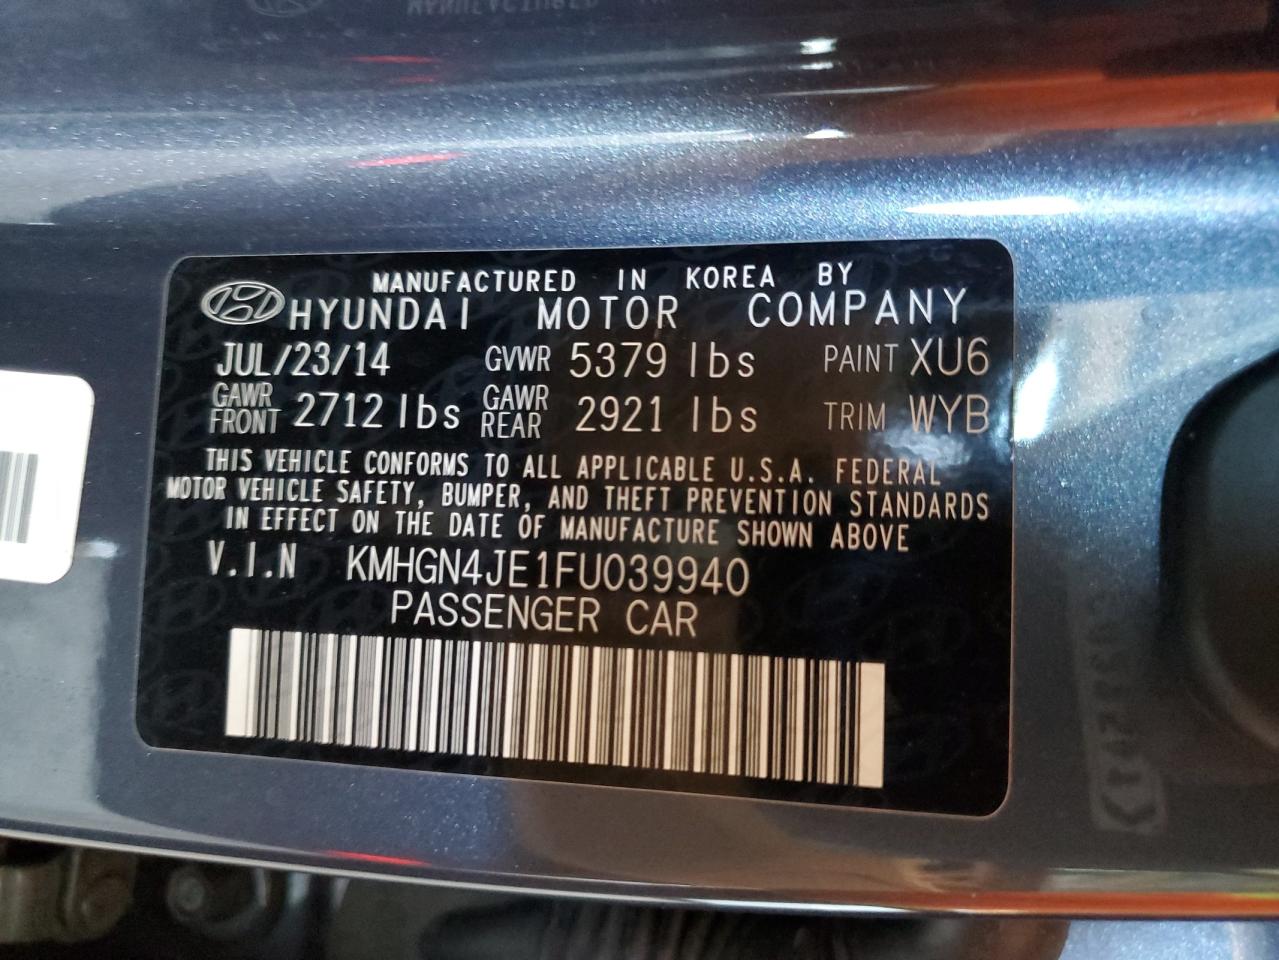 MANUFACTURED IN KOREA BY
HYUNDAI MOTOR COMPANY
JUL/23/14 GVWR 5379 lbs PAINT XU6
GAWR FRONT 2712 lbs GAWR REAR 2921 lbs TRIM WYB
THIS VEHICLE CONFORMS TO ALL APPLICABLE U.S.A. FEDERAL
MOTOR VEHICLE SAFETY, BUMPER, AND THEFT PREVENTION STANDARDS
IN EFFECT ON THE DATE OF MANUFACTURE SHOWN ABOVE
V.I.N KMHGN4JE1FU039940
PASSENGER CAR